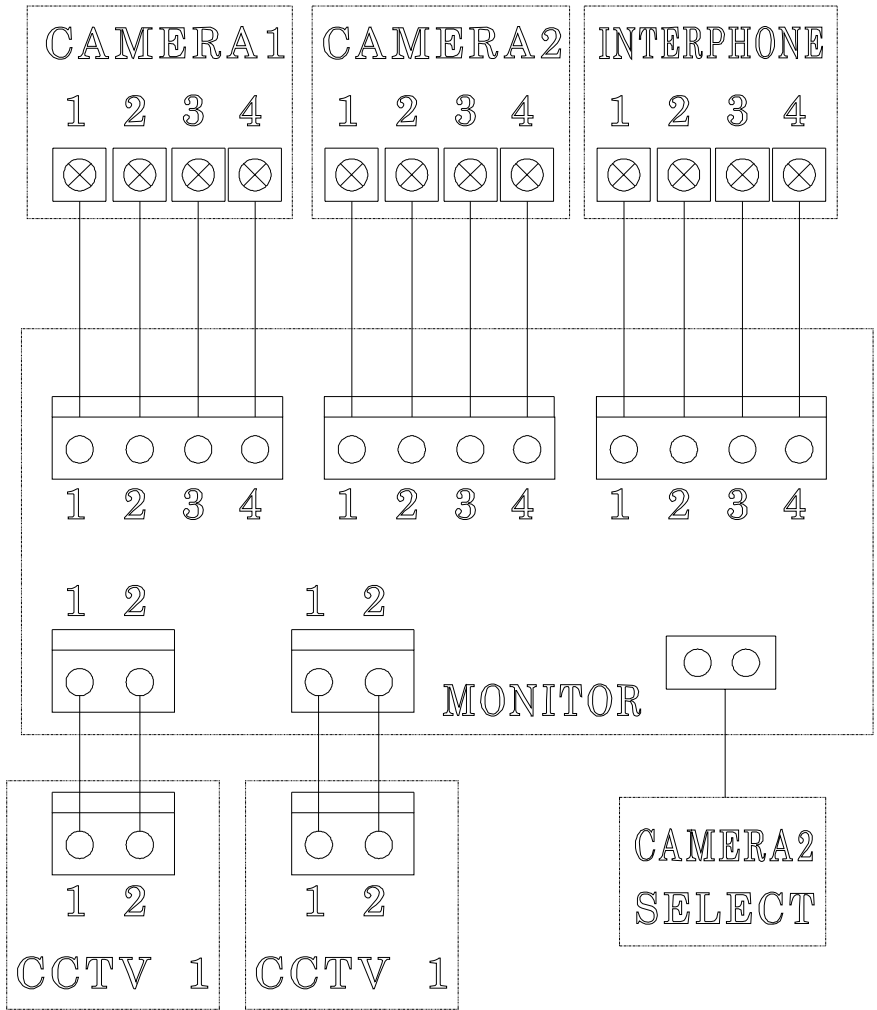 CAMERA1 CAMERA2 INTERPHONE
1 2 3 4 1 2 3 4 1 2 3 4
1 2 3 4 1 2 3 4 1 2 3 4
1 2 1 2
MONITOR
CAMERA2
SELECT
1 2 1 2
CCTV 1 CCTV 1